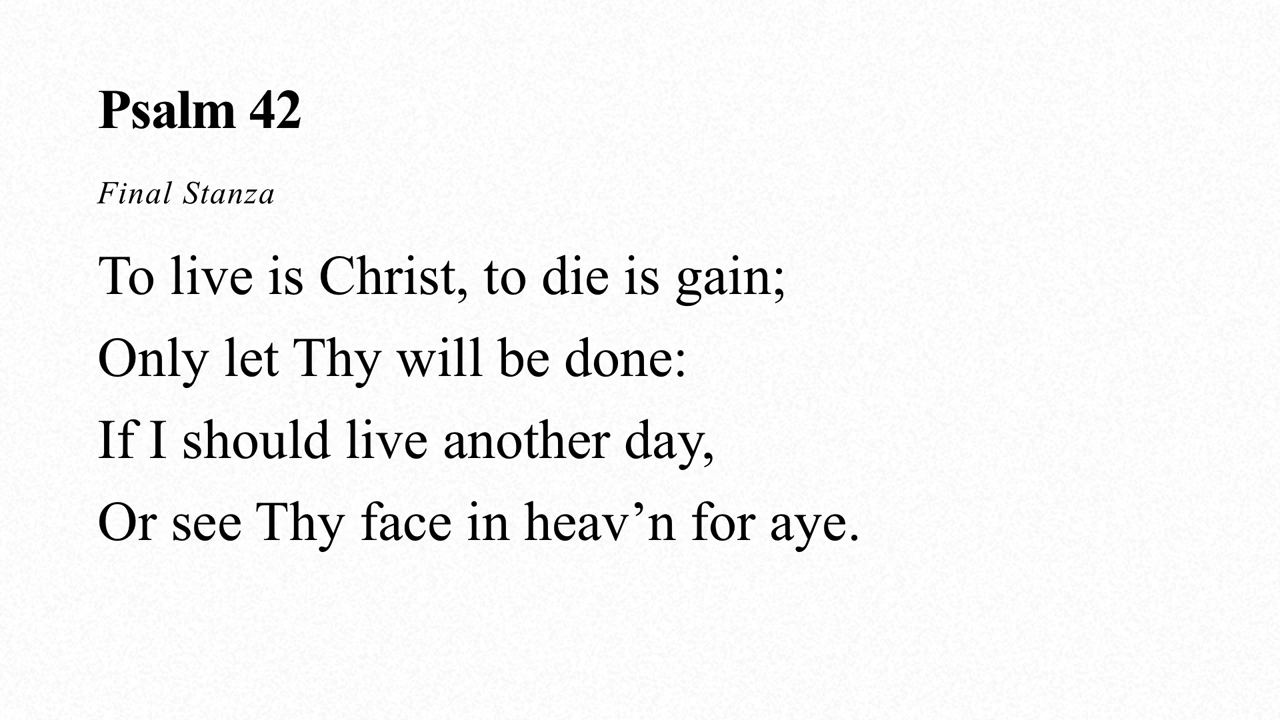 Psalm 42
Final Stanza
To live is Christ, to die is gain;
Only let Thy will be done:
If I should live another day,
Or see Thy face in heav’n for aye.